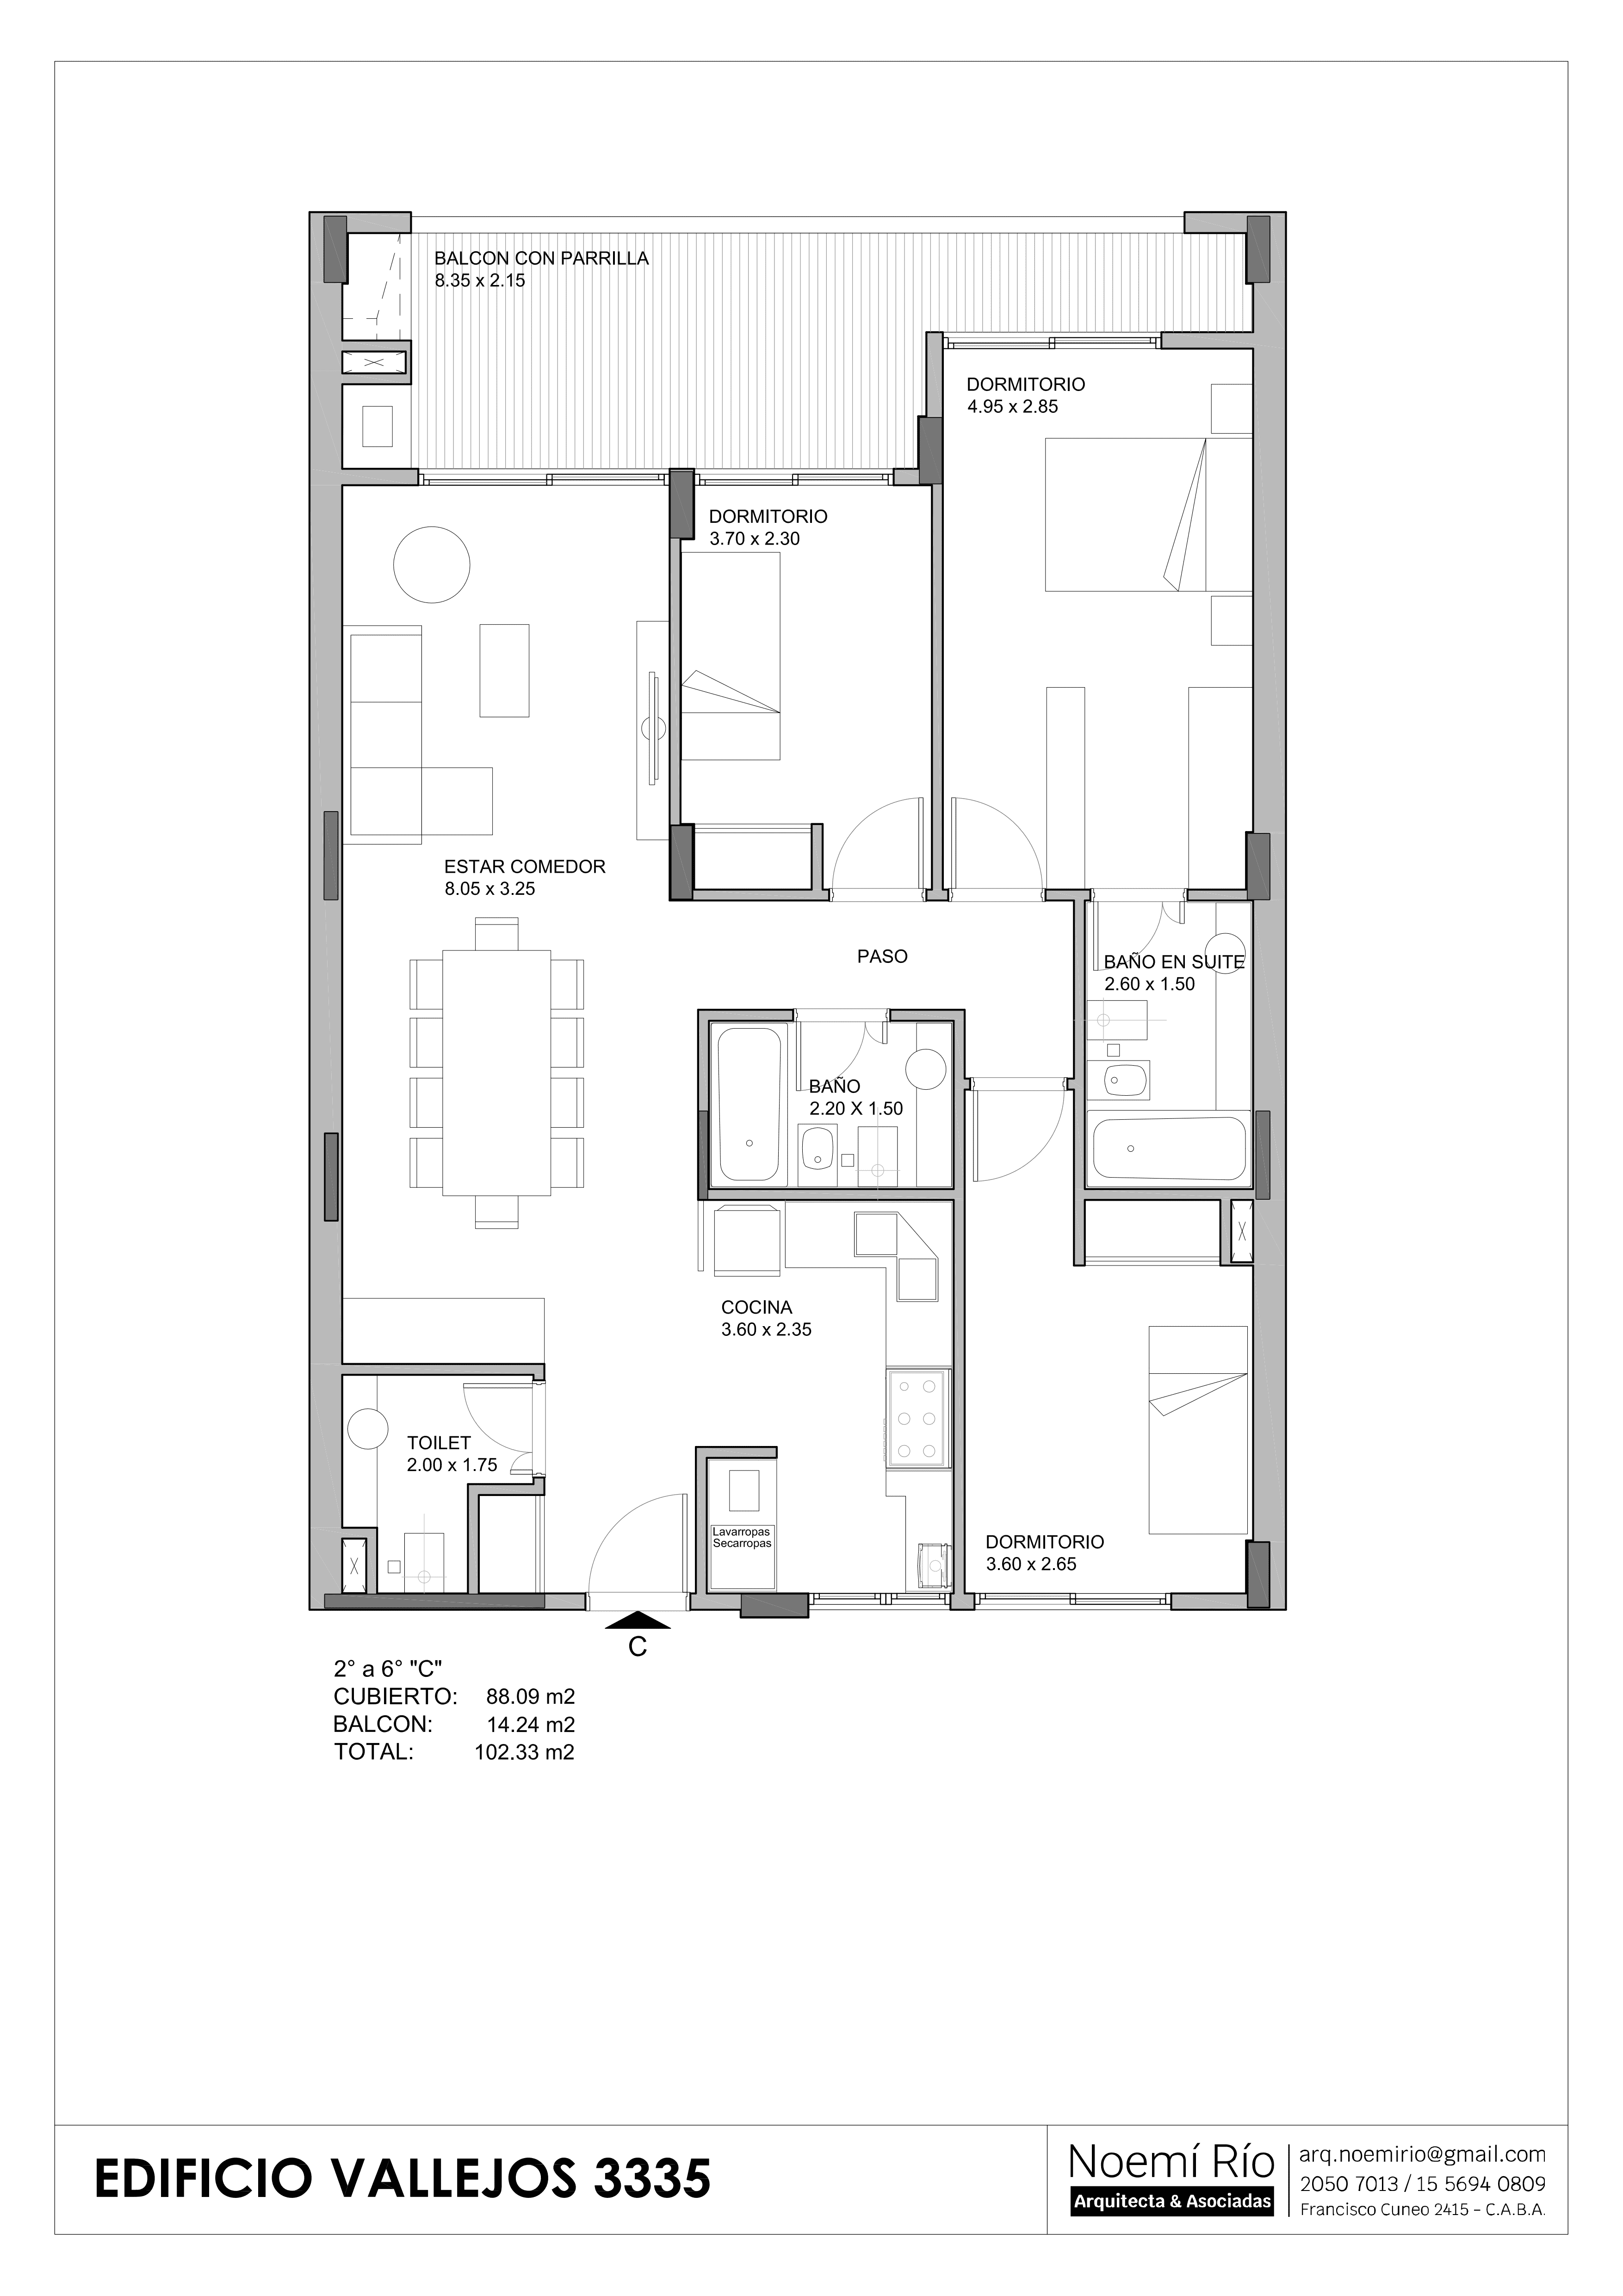 BALCON CON PARRILLA
8.35 x 2.15
DORMITORIO
4.95 x 2.85
DORMITORIO
3.70 x 2.30
ESTAR COMEDOR
8.05 x 3.25
PASO
BAÑO EN SUITE
2.60 x 1.50
BAÑO
2.20 X 1.50
COCINA
3.60 x 2.35
TOILET
2.00 x 1.75
Lavarropas
Secarropas
DORMITORIO
3.60 x 2.65
C
2° a 6° "C"
CUBIERTO: 88.09 m2
BALCON: 14.24 m2
TOTAL: 102.33 m2
EDIFICIO VALLEJOS 3335
Noemí Río
Arquitecta & Asociadas
arq.noemirio@gmail.com
2050 7013 / 15 5694 0809
Francisco Cuneo 2415 - C.A.B.A.